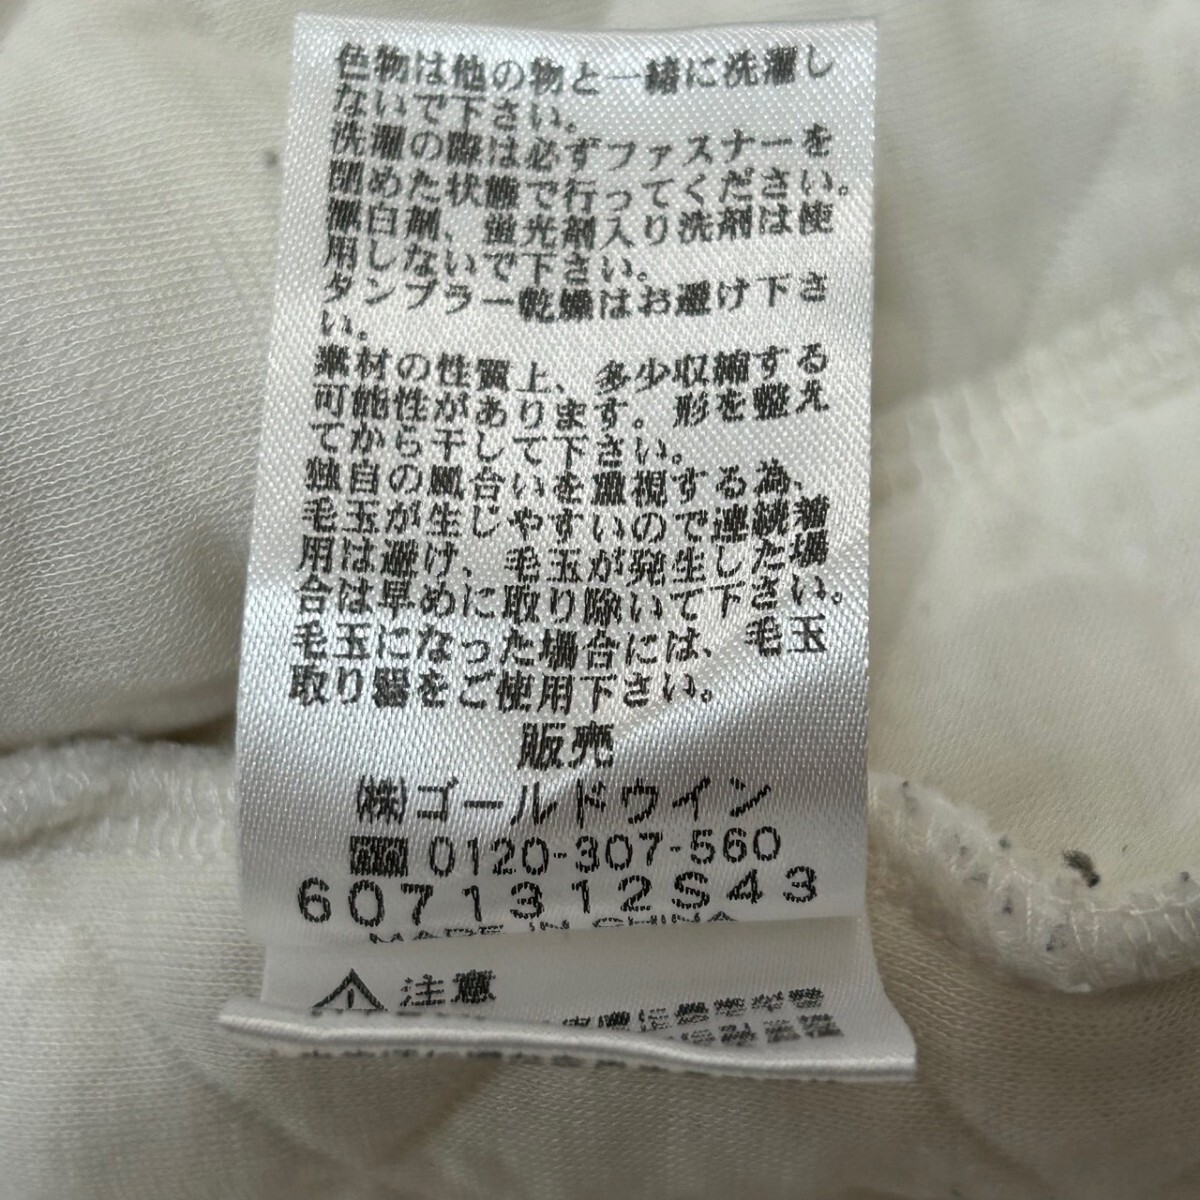 色物は他の物と一緒に洗濯し
ないで下さい。
洗濯の際は必ずファスナーを
閉めた状態で行ってください。
漂白剤、蛍光剤入り洗剤は使
用しないで下さい。
タンブラー乾燥はお避け下さ
い。
素材の性質上、多少収縮する
可能性があります。形を整え
てから干して下さい。
独自の風合いを重視する為、
毛玉が生じやすいので連続着
用は避け、毛玉が発生した場
合は早めに取り除いて下さい。
毛玉になった場合には、毛玉
取り器をご使用下さい。
販売
(株)ゴールドウイン
0120-307-560
6071312S43
注意